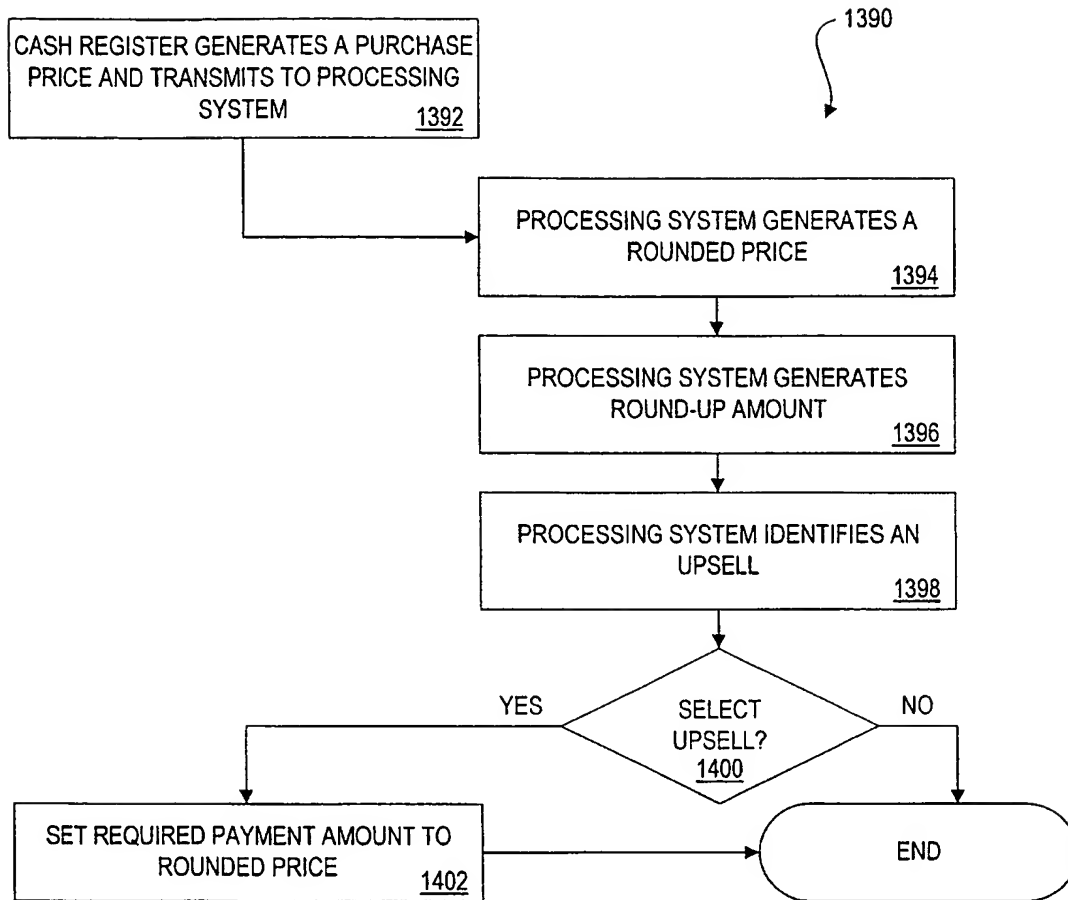 1390
CASH REGISTER GENERATES A PURCHASE
PRICE AND TRANSMITS TO PROCESSING
SYSTEM
1392
PROCESSING SYSTEM GENERATES A
ROUNDED PRICE
1394
PROCESSING SYSTEM GENERATES
ROUND-UP AMOUNT
1396
PROCESSING SYSTEM IDENTIFIES AN
UPSELL
1398
YES
SELECT
UPSELL?
1400
NO
SET REQUIRED PAYMENT AMOUNT TO
ROUNDED PRICE
1402
END